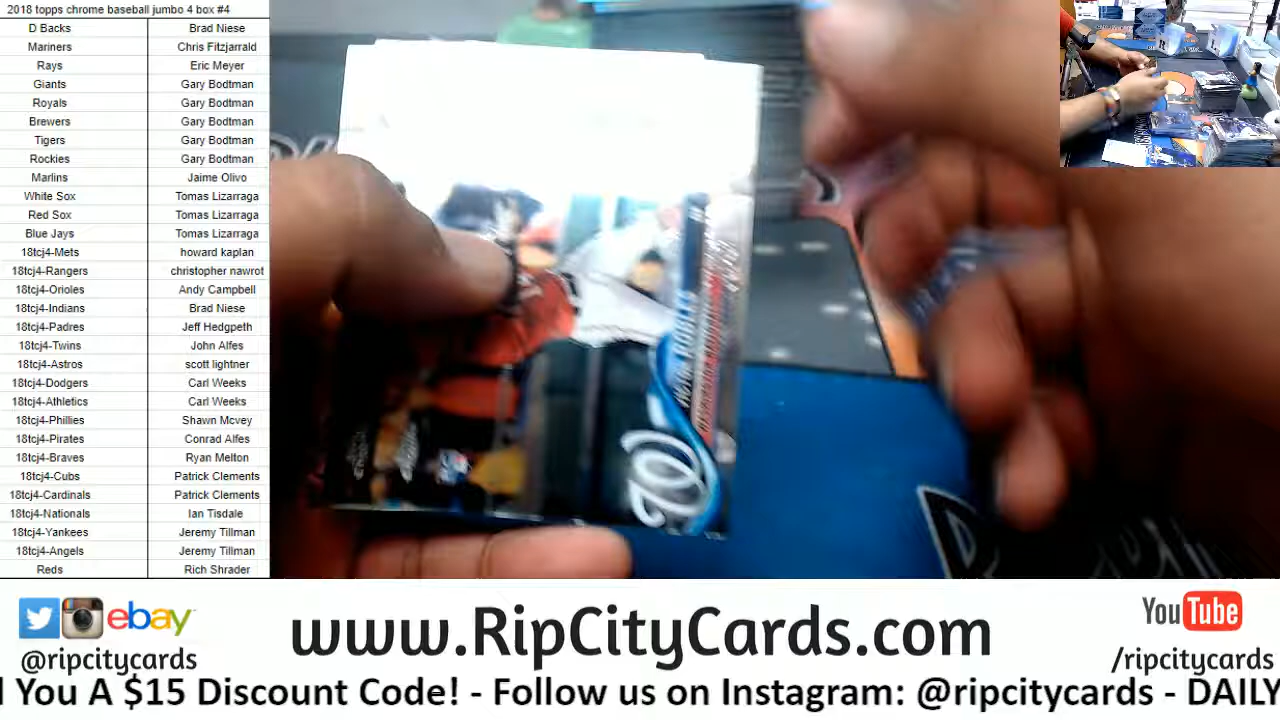 2018 topps chrome baseball jumbo 4 box #4
D Backs Brad Niese
Mariners Chris Fitzjarrald
Rays Eric Meyer
Giants Gary Bodtman
Royals Gary Bodtman
Brewers Gary Bodtman
Tigers Gary Bodtman
Rockies Gary Bodtman
Marlins Jaime Olivo
White Sox Tomas Lizarraga
Red Sox Tomas Lizarraga
Blue Jays Tomas Lizarraga
18tcj4-Mets howard kaplan
18tcj4-Rangers christopher nawrot
18tcj4-Orioles Andy Campbell
18tcj4-Indians Brad Niese
18tcj4-Padres Jeff Hedgpeth
18tcj4-Twins John Alfes
18tcj4-Astros scott lightner
18tcj4-Dodgers Carl Weeks
18tcj4-Athletics Carl Weeks
18tcj4-Phillies Shawn Mcvey
18tcj4-Pirates Conrad Alfes
18tcj4-Braves Ryan Melton
18tcj4-Cubs Patrick Clements
18tcj4-Cardinals Patrick Clements
18tcj4-Nationals Ian Tisdale
18tcj4-Yankees Jeremy Tillman
18tcj4-Angels Jeremy Tillman
Reds Rich Shrader
W
ebay
@ripcitycards
www.RipCityCards.com
YouTube
/ripcitycards
You A $15 Discount Code! - Follow us on Instagram: @ripcitycards - DAILY